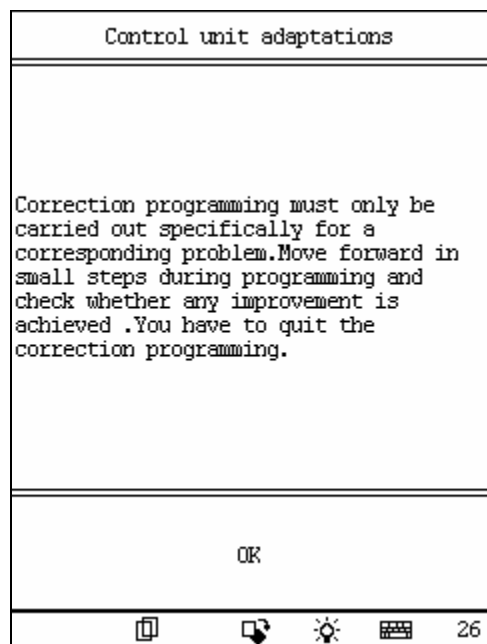 Control unit adaptations
Correction programming must only be
carried out specifically for a
corresponding problem.Move forward in
small steps during programming and
check whether any improvement is
achieved .You have to quit the
correction programming.
OK
26